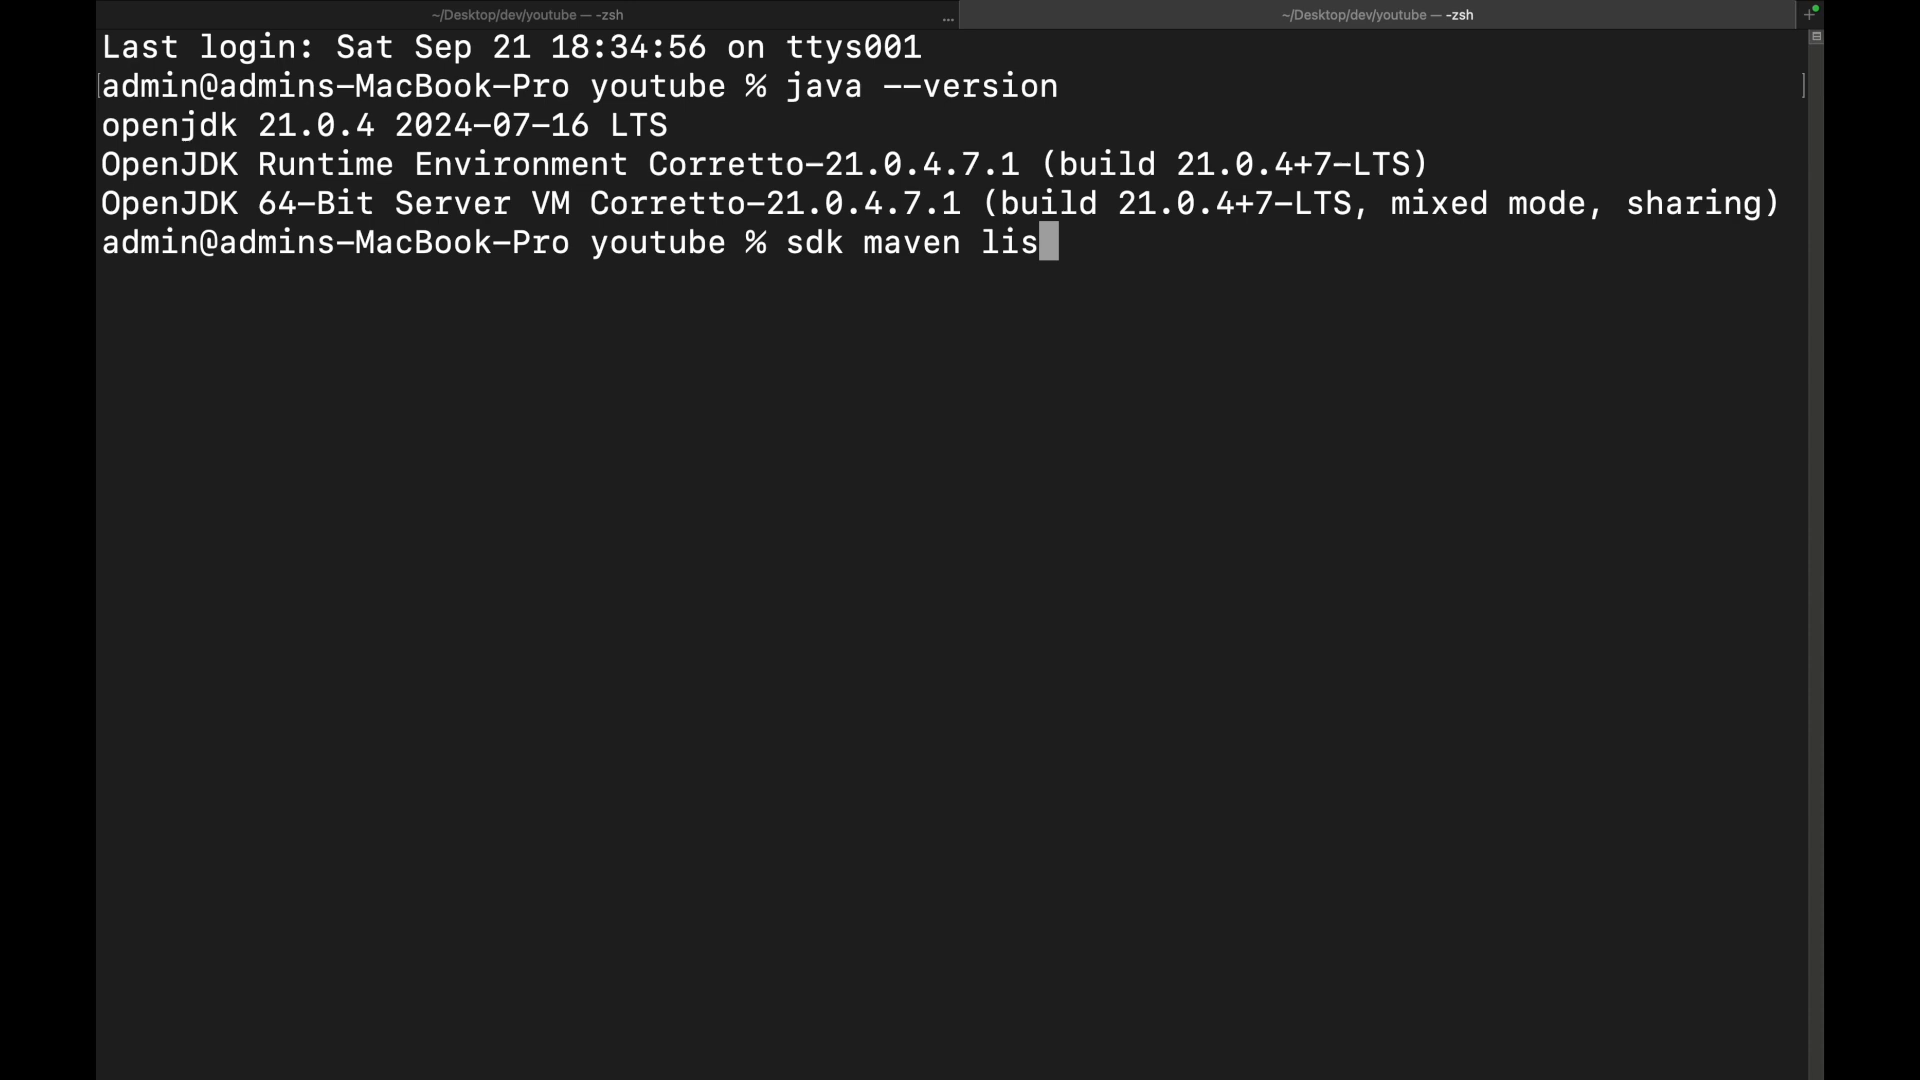 ~/Desktop/dev/youtube — -zsh ... ~/Desktop/dev/youtube — -zsh +
Last login: Sat Sep 21 18:34:56 on ttys001
[admin@admins-MacBook-Pro youtube % java --version ]
openjdk 21.0.4 2024-07-16 LTS
OpenJDK Runtime Environment Corretto-21.0.4.7.1 (build 21.0.4+7-LTS)
OpenJDK 64-Bit Server VM Corretto-21.0.4.7.1 (build 21.0.4+7-LTS, mixed mode, sharing)
admin@admins-MacBook-Pro youtube % sdk maven lis